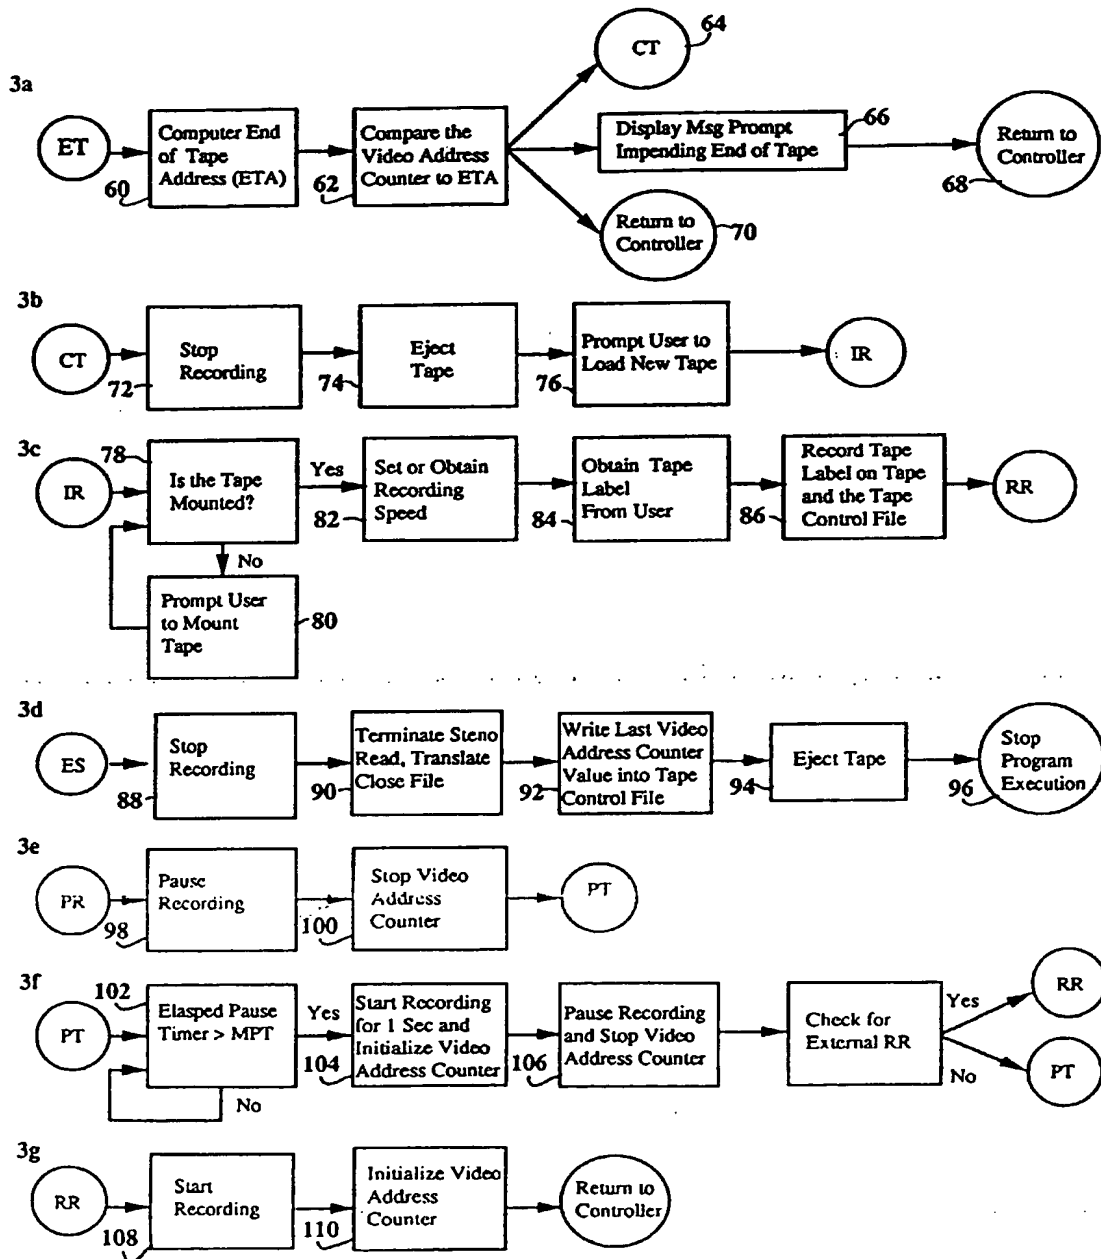 3a
ET
Computer End
of Tape
Address (ETA)
60
Compare the
Video Address
Counter to ETA
62
CT
64
Display Msg Prompt
Impending End of Tape
66
Return to
Controller
68
Return to
Controller
70
3b
CT
Stop
Recording
72
Eject
Tape
74
Prompt User to
Load New Tape
76
IR
3c
IR
78
Is the Tape
Mounted?
Yes
No
Prompt User
to Mount
Tape
80
Set or Obtain
Recording
Speed
82
Obtain Tape
Label
From User
84
Record Tape
Label on Tape
and the Tape
Control File
86
RR
3d
ES
Stop
Recording
88
Terminate Steno
Read, Translate
Close File
90
Write Last Video
Address Counter
Value into Tape
Control File
92
Eject Tape
94
Stop
Program
Execution
96
3e
PR
Pause
Recording
98
Stop Video
Address
Counter
100
PT
3f
PT
102
Elasped Pause
Timer > MPT
Yes
No
Start Recording
for 1 Sec and
Initialize Video
Address Counter
104
Pause Recording
and Stop Video
Address Counter
106
Check for
External RR
Yes
RR
No
PT
3g
RR
Start
Recording
108
Initialize Video
Address
Counter
110
Return to
Controller